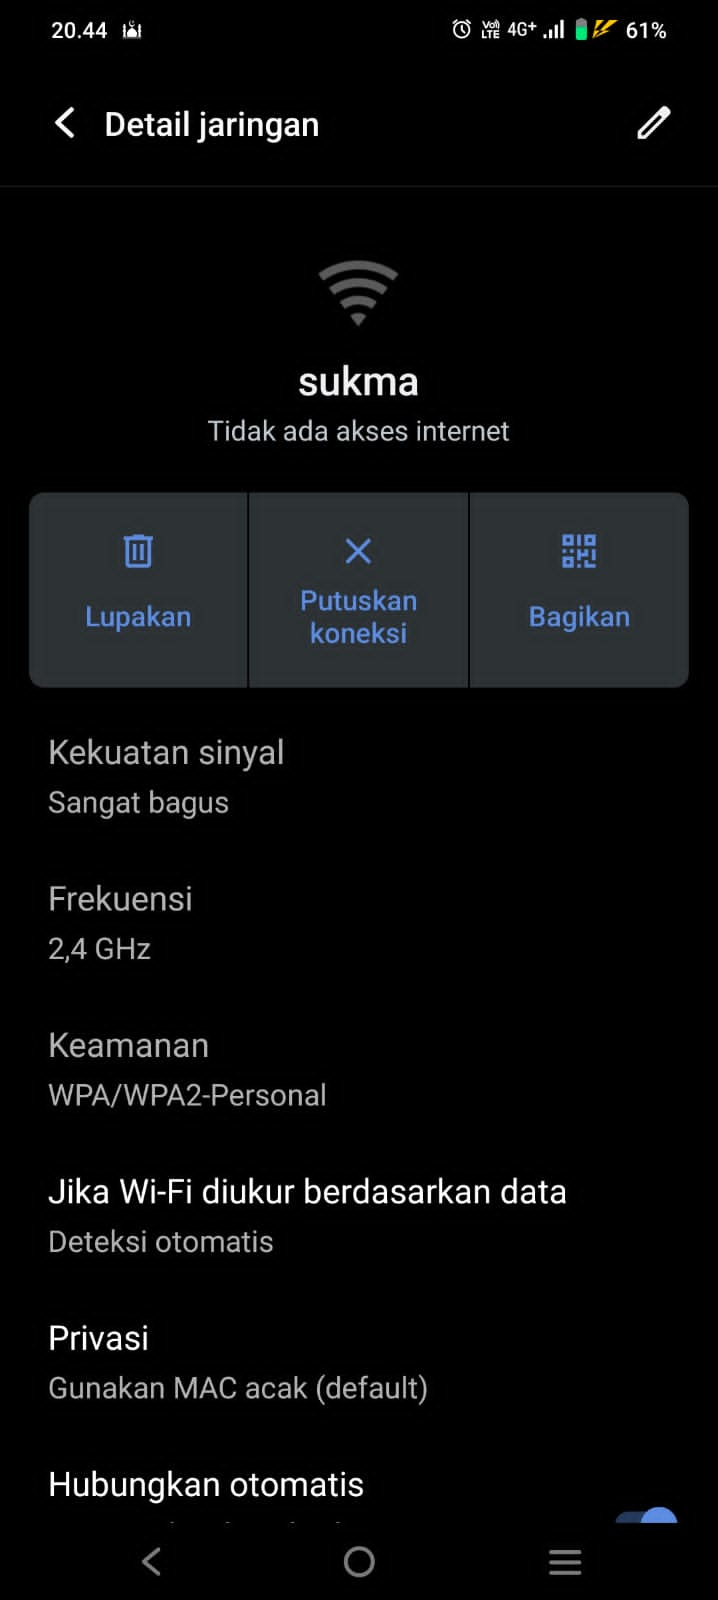 20.44 Vo) LTE 4G+ 61%
Detail jaringan
sukma
Tidak ada akses internet
Lupakan
Putuskan
koneksi
Bagikan
Kekuatan sinyal
Sangat bagus
Frekuensi
2,4 GHz
Keamanan
WPA/WPA2-Personal
Jika Wi-Fi diukur berdasarkan data
Deteksi otomatis
Privasi
Gunakan MAC acak (default)
Hubungkan otomatis